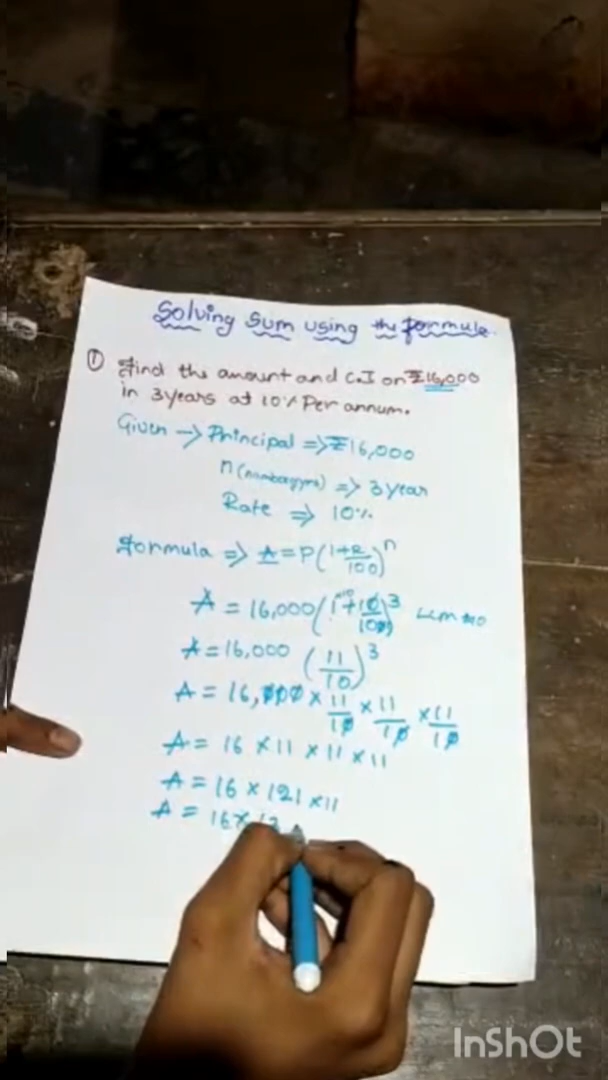 Solving Sum using the formula.
① Find the amount and C.I on ₹16,000
in 3 years at 10% Per annum.
Given → Principal ⇒ ₹16,000
n ⇒ 3 year
Rate ⇒ 10%
Formula ⇒ A = P(1+R/100)^n
A = 16,000(1+10/100)^3
A = 16,000 (11/10)^3
A = 16,000 × 11/10 × 11/10 × 11/10
A = 16 × 11 × 11 × 11
A = 16 × 121 × 11
A = 16 × 13
InShOt